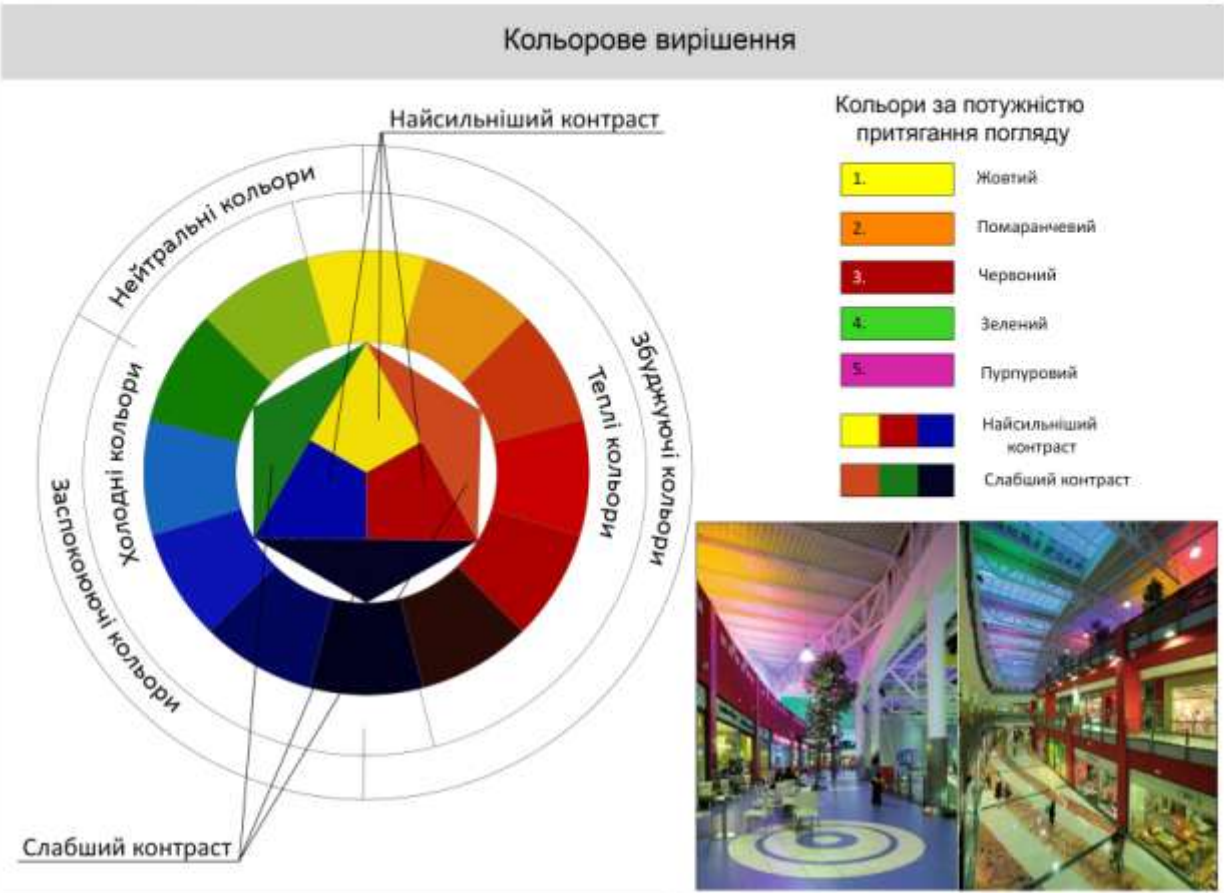 Кольорове вирішення
Найсильніший контраст
Нейтральні кольори
Збуджуючі кольори
Теплі кольори
Холодні кольори
Заспокоюючі кольори
Слабший контраст
Кольори за потужністю
притягання погляду
1. Жовтий
2. Помаранчевий
3. Червоний
4. Зелений
5. Пурпуровий
Найсильніший
контраст
Слабший контраст